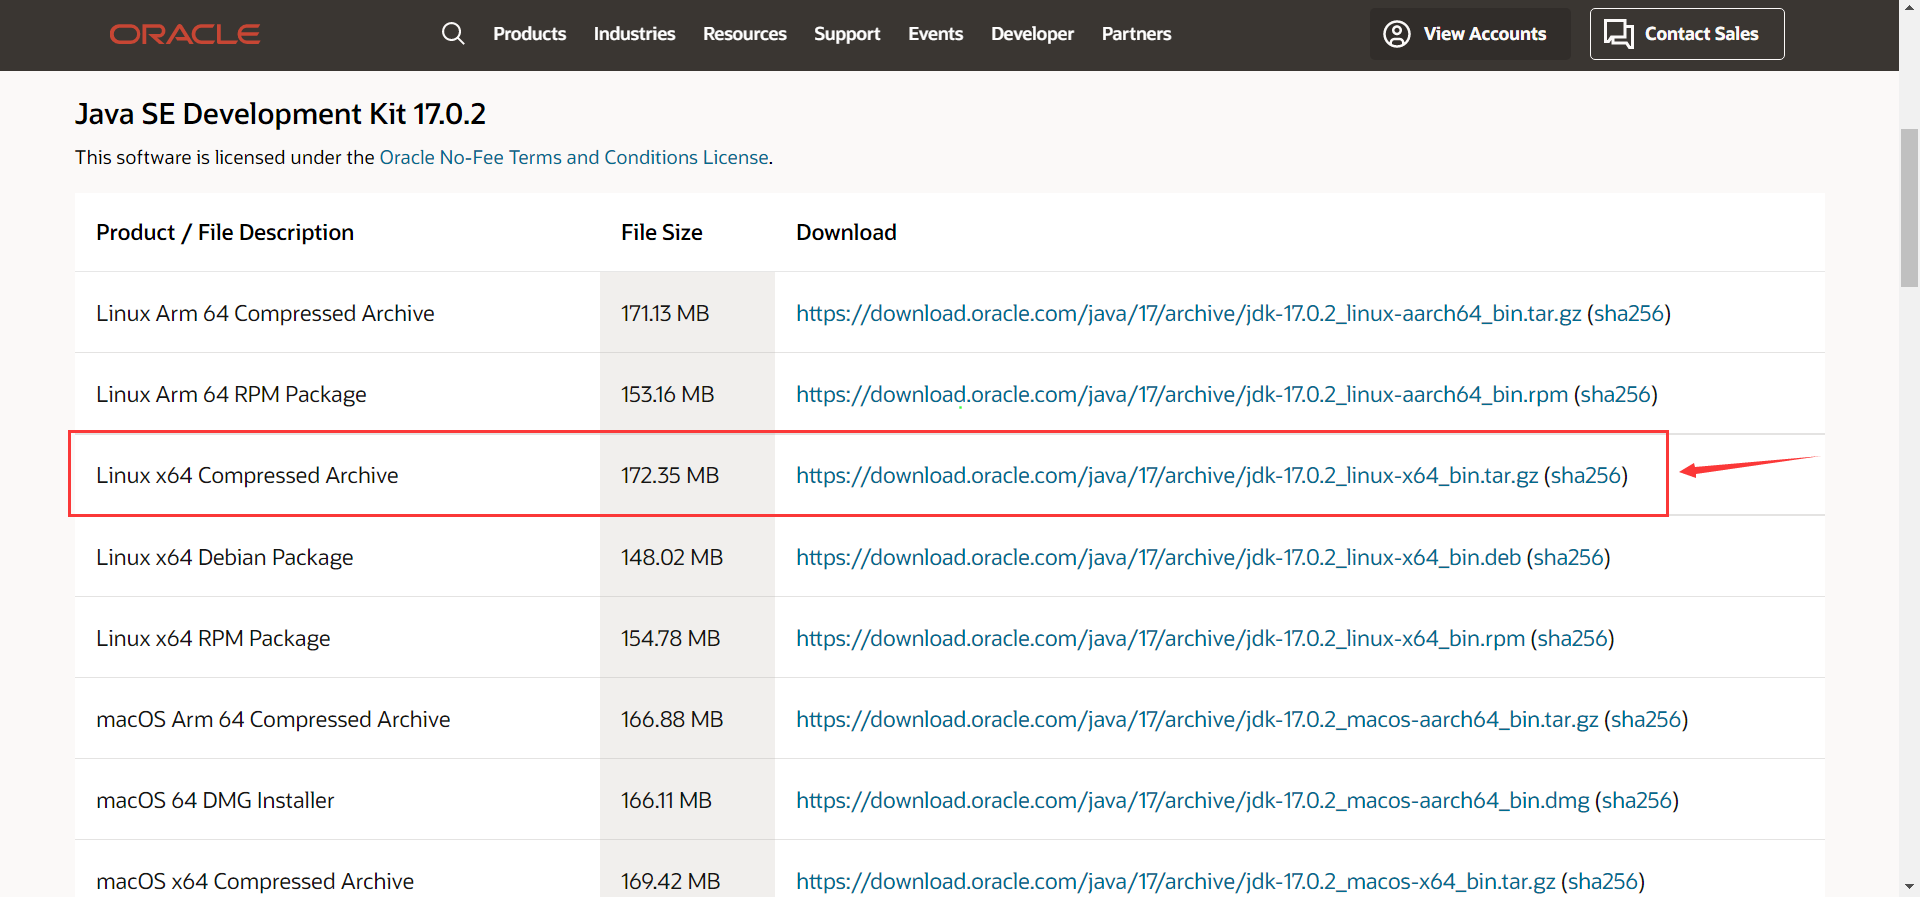 ORACLE
Products Industries Resources Support Events Developer Partners View Accounts Contact Sales
Java SE Development Kit 17.0.2
This software is licensed under the Oracle No-Fee Terms and Conditions License.
Product / File Description File Size Download
Linux Arm 64 Compressed Archive 171.13 MB https://download.oracle.com/java/17/archive/jdk-17.0.2_linux-aarch64_bin.tar.gz (sha256)
Linux Arm 64 RPM Package 153.16 MB https://download.oracle.com/java/17/archive/jdk-17.0.2_linux-aarch64_bin.rpm (sha256)
Linux x64 Compressed Archive 172.35 MB https://download.oracle.com/java/17/archive/jdk-17.0.2_linux-x64_bin.tar.gz (sha256)
Linux x64 Debian Package 148.02 MB https://download.oracle.com/java/17/archive/jdk-17.0.2_linux-x64_bin.deb (sha256)
Linux x64 RPM Package 154.78 MB https://download.oracle.com/java/17/archive/jdk-17.0.2_linux-x64_bin.rpm (sha256)
macOS Arm 64 Compressed Archive 166.88 MB https://download.oracle.com/java/17/archive/jdk-17.0.2_macos-aarch64_bin.tar.gz (sha256)
macOS 64 DMG Installer 166.11 MB https://download.oracle.com/java/17/archive/jdk-17.0.2_macos-aarch64_bin.dmg (sha256)
macOS x64 Compressed Archive 169.42 MB https://download.oracle.com/java/17/archive/jdk-17.0.2_macos-x64_bin.tar.gz (sha256)